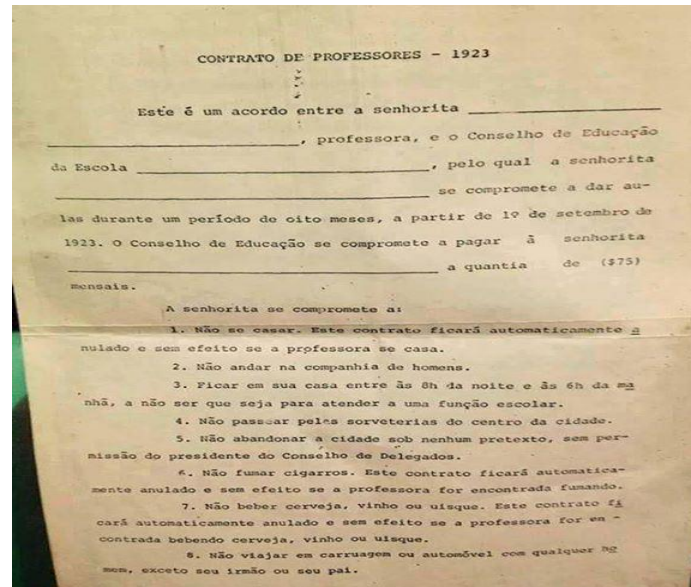 CONTRATO DE PROFESSORES - 1923
Este é um acordo entre a senhorita
, professora, e o Conselho de Educação
da Escola , pelo qual a senhorita
se compromete a dar au-
las durante um período de oito meses, a partir de 1º de setembro de
1923. O Conselho de Educação se compromete a pagar à senhorita
a quantia de ($75)
mensais.
A senhorita se compromete a:
1. Não se casar. Este contrato ficará automaticamente a
nulado e sem efeito se a professora se casa.
2. Não andar na companhia de homens.
3. Ficar em sua casa entre às 8h da noite e às 6h da ma
nhã, a não ser que seja para atender a uma função escolar.
4. Não passear pelas sorveterias do centro da cidade.
5. Não abandonar a cidade sob nenhum pretexto, sem per-
missão do presidente do Conselho de Delegados.
6. Não fumar cigarros. Este contrato ficará automatica-
mente anulado e sem efeito se a professora for encontrada fumando.
7. Não beber cerveja, vinho ou uísque. Este contrato fi
cará automaticamente anulado e sem efeito se a professora for en -
contrada bebendo cerveja, vinho ou uísque.
8. Não viajar em carruagem ou automóvel com qualquer ho
mem, exceto seu irmão ou seu pai.